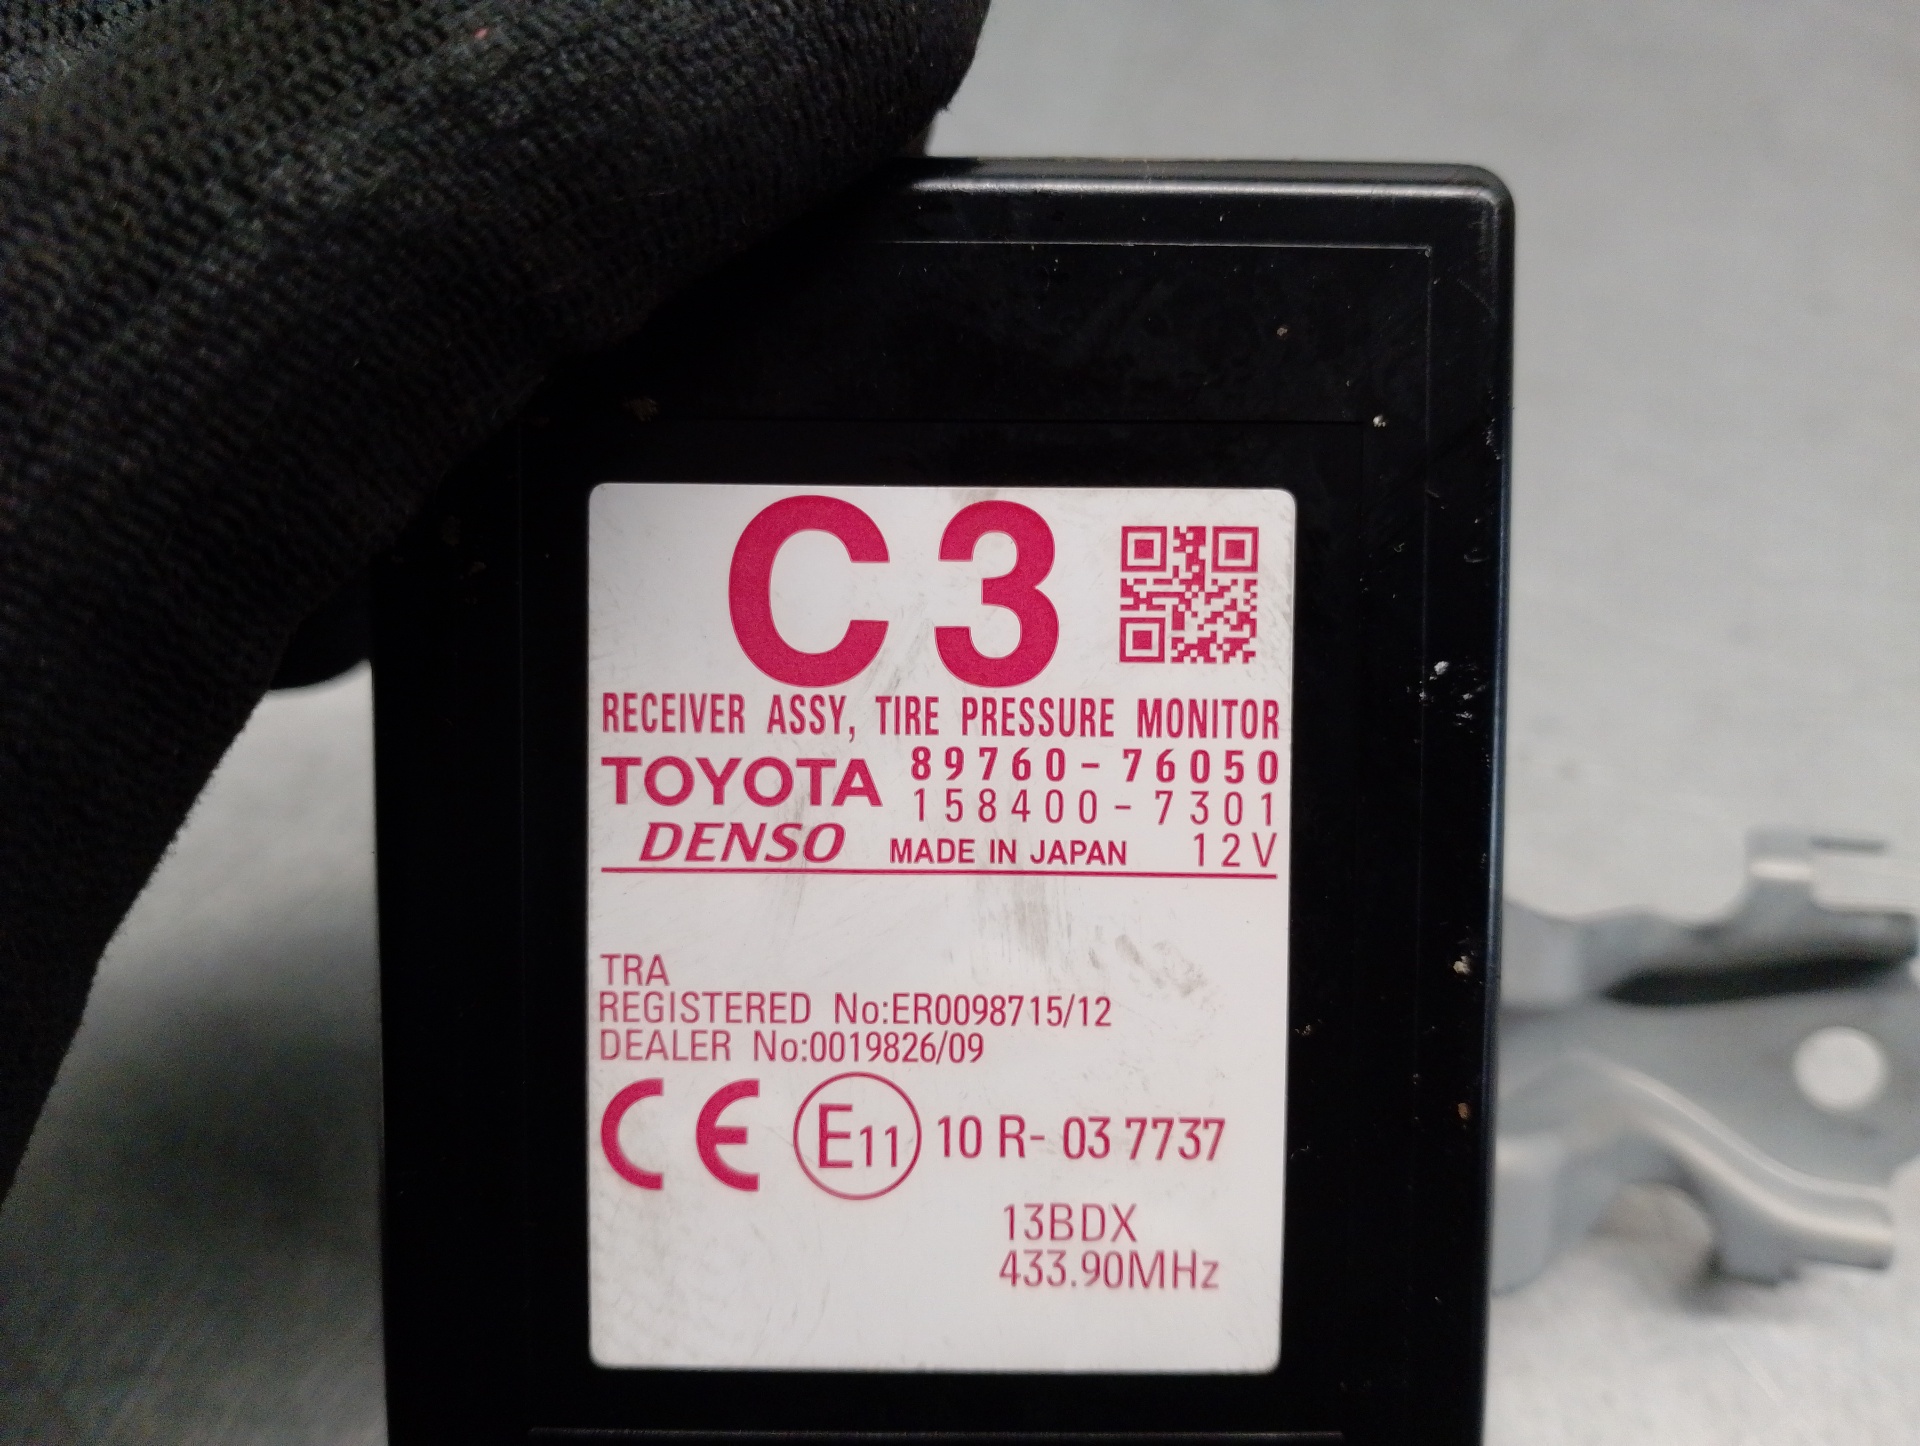 C3
RECEIVER ASSY, TIRE PRESSURE MONITOR
TOYOTA 89760-76050
158400-7301
DENSO MADE IN JAPAN 12V
TRA
REGISTERED No:ER0098715/12
DEALER No:0019826/09
CE E11 10 R- 03 7737
13BDX
433.90MHz